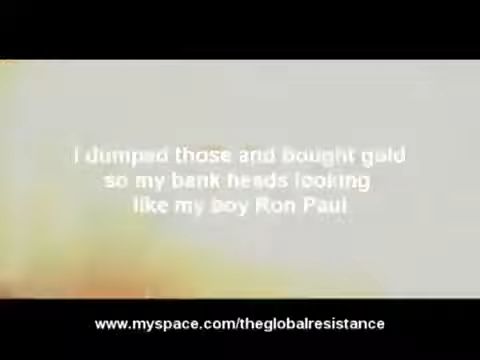 I dumped those and bought gold
so my bank heads looking
like my boy Ron Paul
www.myspace.com/theglobalresistance